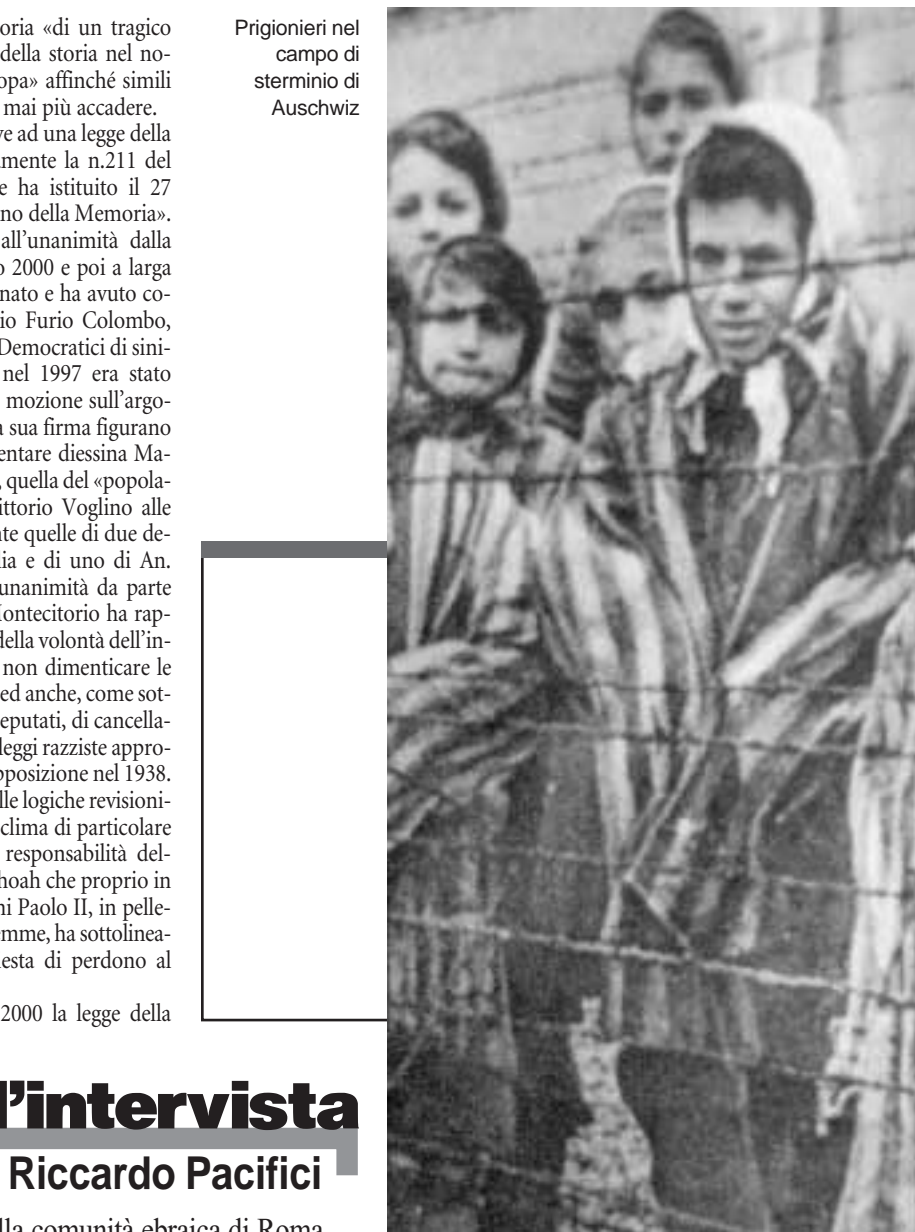 oria «di un tragico
della storia nel no-
opa» affinché simili
mai più accadere.
ve ad una legge della
amente la n.211 del
e ha istituito il 27
no della Memoria».
all'unanimità dalla
o 2000 e poi a larga
nato e ha avuto co-
io Furio Colombo,
Democratici di sini-
nel 1997 era stato
mozione sull'argo-
a sua firma figurano
entare diessina Ma-
, quella del «popola-
ittorio Voglino alle
nte quelle di due de-
lia e di uno di An.
unanimità da parte
Montecitorio ha rap-
della volontà dell'in-
non dimenticare le
ed anche, come sot-
eputati, di cancella-
leggi razziste appro-
pposizione nel 1938.
lle logiche revisioni-
clima di particolare
responsabilità del-
hoah che proprio in
ni Paolo II, in pelle-
emme, ha sottolinea-
esta di perdono al
2000 la legge della
Prigionieri nel
campo di
sterminio di
Auschwiz
l'intervista
Riccardo Pacifici
lla comunità ebraica di Roma